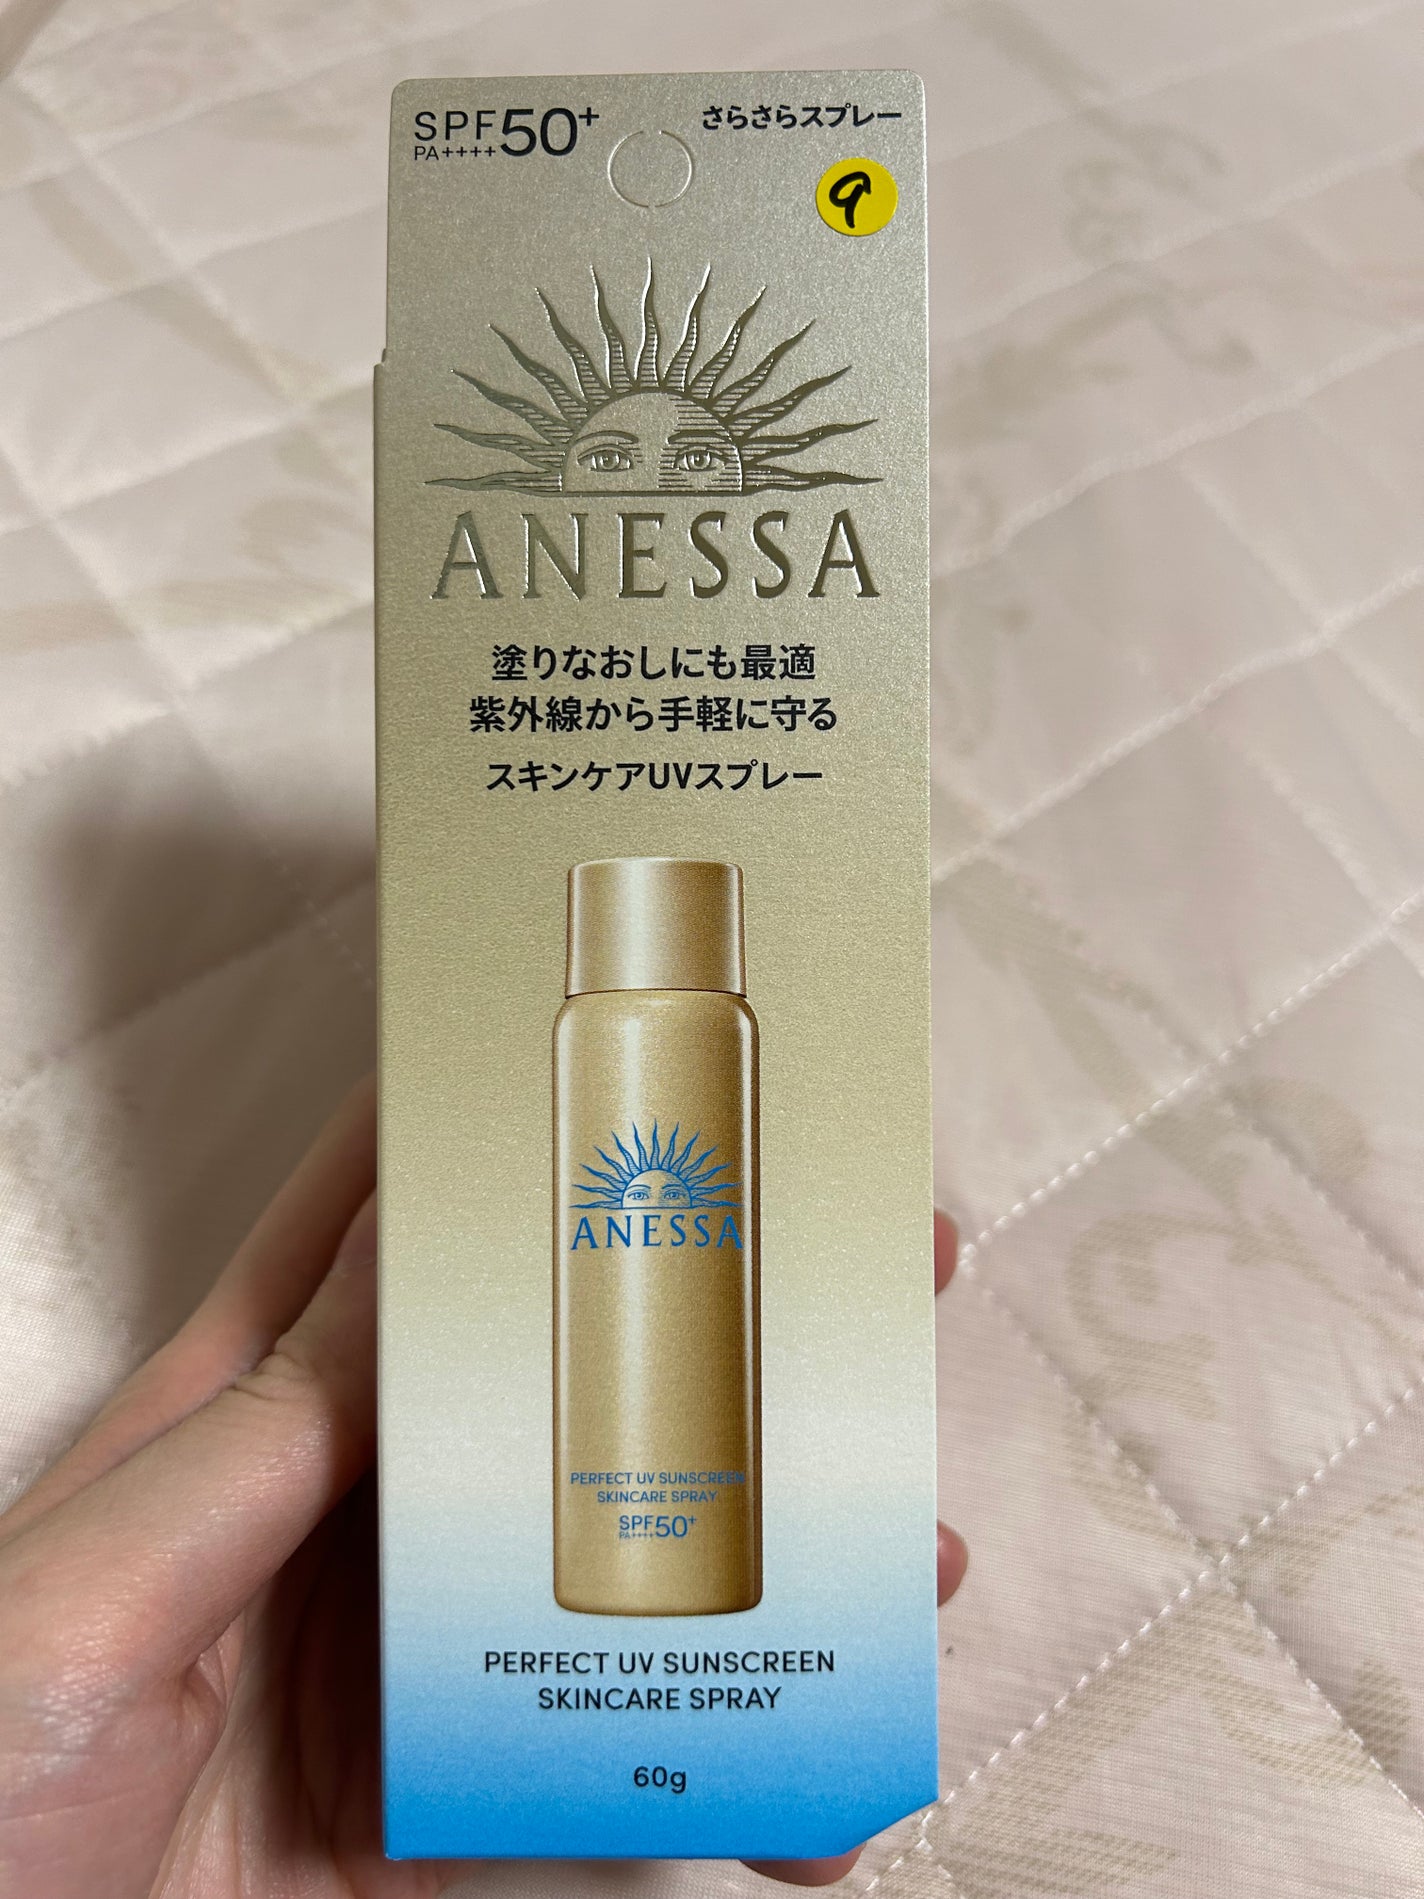 SPF50+
PA++++
さらさらスプレー
9
ANESSA
塗りなおしにも最適
紫外線から手軽に守る
スキンケアUVスプレー
ANESSA
PERFECT UV SUNSCREEN
SKINCARE SPRAY
SPF50+
PA++++
PERFECT UV SUNSCREEN
SKINCARE SPRAY
60g